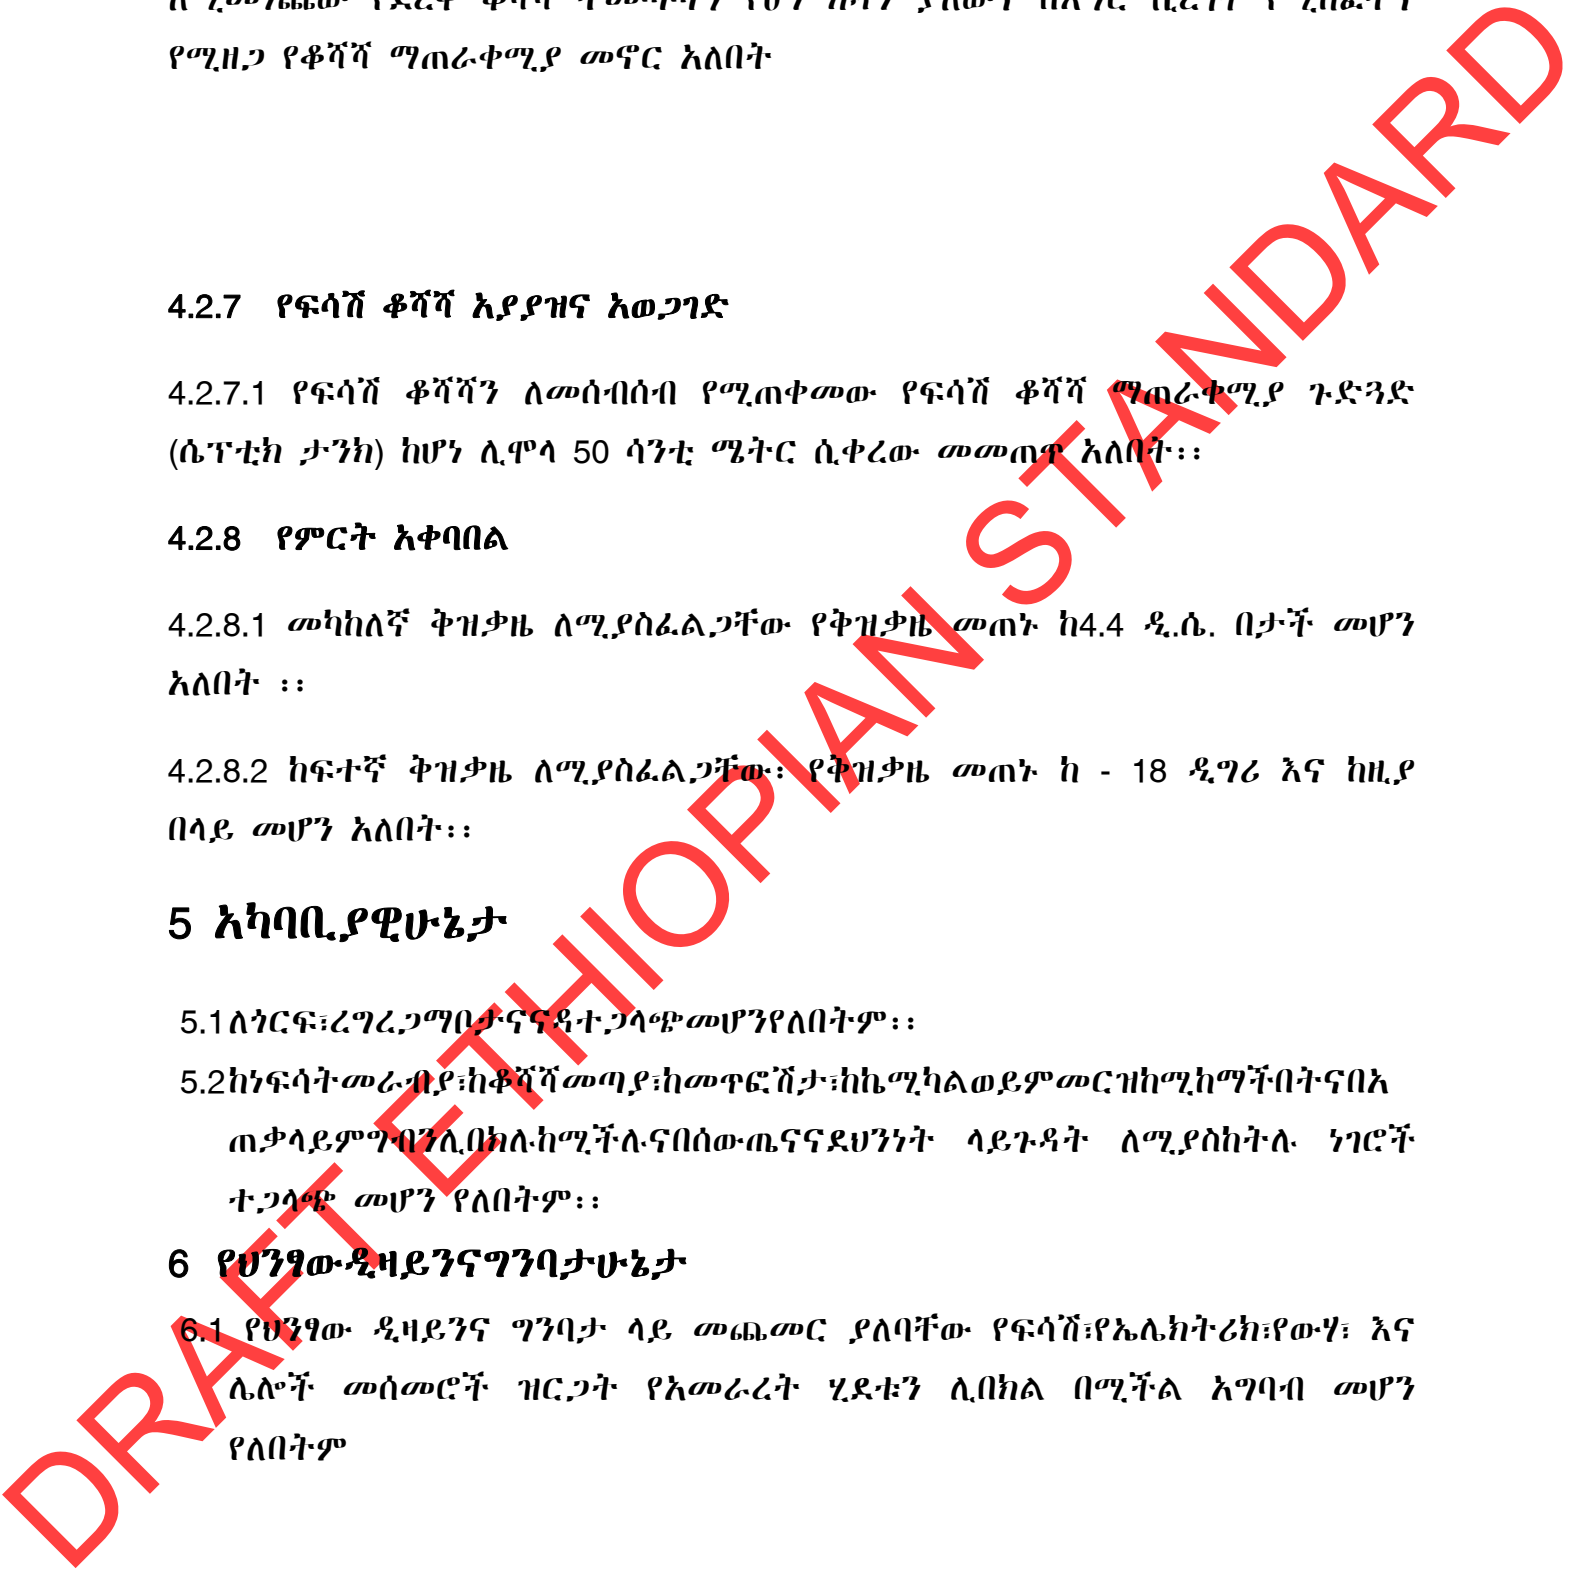 የሚዘጋ የቆሻሻ ማጠራቀሚያ መኖር አለበት
4.2.7 የፍሳሽ ቆሻሻ አያያዝና አወጋገድ
4.2.7.1 የፍሳሽ ቆሻሻን ለመሰብሰብ የሚጠቀመው የፍሳሽ ቆሻሻ ማጠራቀሚያ ጉድጓድ
(ሴፕቲክ ታንክ) ከሆነ ሊሞላ 50 ሳንቲ ሜትር ሲቀረው መመጠጥ አለበት፡፡
4.2.8 የምርት አቀባበል
4.2.8.1 መካከለኛ ቅዝቃዜ ለሚያስፈልጋቸው የቅዝቃዜ መጠኑ ከ4.4 ዲ.ሴ. በታች መሆን
አለበት ፡፡
4.2.8.2 ከፍተኛ ቅዝቃዜ ለሚያስፈልጋቸው፡ የቅዝቃዜ መጠኑ ከ - 18 ዲግሪ እና ከዚያ
በላይ መሆን አለበት፡፡
5 አካባቢያዊሁኔታ
5.1ለጎርፍ፣ረግረጋማቦታናናዳተጋላጭመሆንየለበትም፡፡
5.2ከነፍሳትመራብያ፣ከቆሻሻመጣያ፣ከመጥፎሽታ፣ከኬሚካልወይምመርዝከሚከማችበትናበአ
ጠቃላይምግብንሊበክሉከሚችሉናበሰውጤናናደህንነት ላይጉዳት ለሚያስከትሉ ነገሮች
ተጋላጭ መሆን የለበትም፡፡
6 የህንፃውዲዛይንናግንባታሁኔታ
6.1 የህንፃው ዲዛይንና ግንባታ ላይ መጨመር ያለባቸው የፍሳሽ፣የኤሌክትሪክ፣የውሃ፣ እና
ሌሎች መሰመሮች ዝርጋት የአመራረት ሂደቱን ሊበክል በሚችል አግባብ መሆን
የለበትም
DRAFT ETHIOPIAN STANDARD